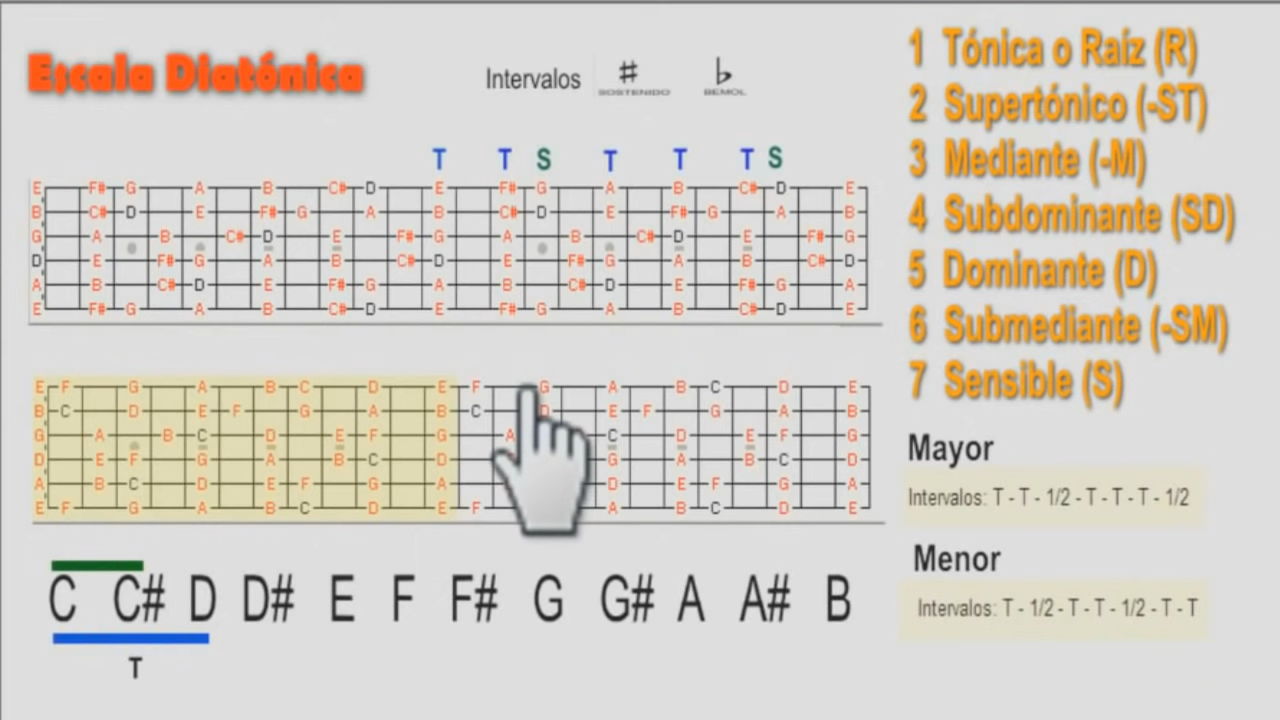 Escala Diatónica
Intervalos
♯ ♭
SOSTENIDO BEMOL
T T S T T T S
E F# G A B C# D E F# G A B C# D E
B C# D E F# G A B C# D E F# G A B
G A B C# D E F# G A B C# D E F# G
D E F# G A B C# D E F# G A B C# D
A B C# D E F# G A B C# D E F# G A
E F# G A B C# D E F# G A B C# D E
E F G A B C D E F G A B C D E
B C D E F G A B C D E F G A B
G A B C D E F G A C D E F G
D E F G A B C D G A B C D
A B C D E F G A D E F G A
E F G A B C D E F A B C D E
C C# D D# E F F# G G# A A# B
T
1 Tónica o Raíz (R)
2 Supertónico (-ST)
3 Mediante (-M)
4 Subdominante (SD)
5 Dominante (D)
6 Submediante (-SM)
7 Sensible (S)
Mayor
Intervalos: T - T - 1/2 - T - T - T - 1/2
Menor
Intervalos: T - 1/2 - T - T - 1/2 - T - T